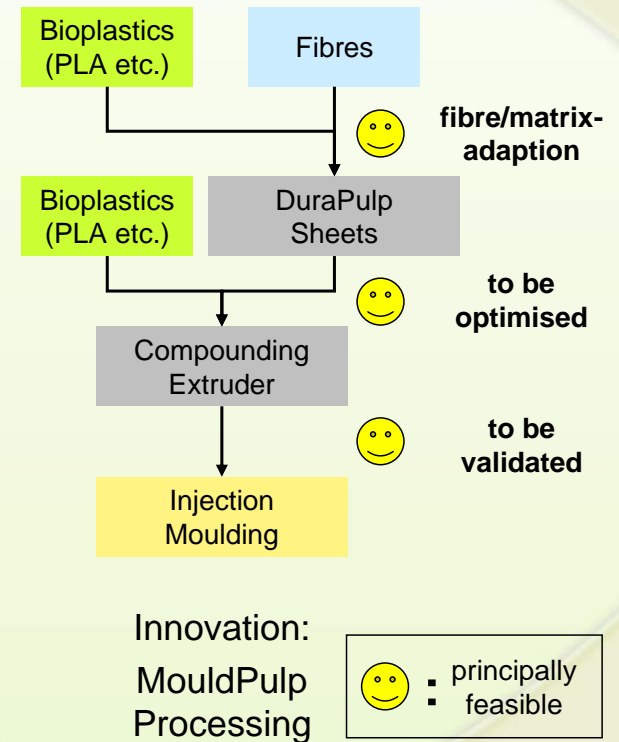 Bioplastics
(PLA etc.)
Fibres
fibre/matrix-
adaption
Bioplastics
(PLA etc.)
DuraPulp
Sheets
to be
optimised
Compounding
Extruder
to be
validated
Injection
Moulding
Innovation:
MouldPulp
Processing
: principally
feasible